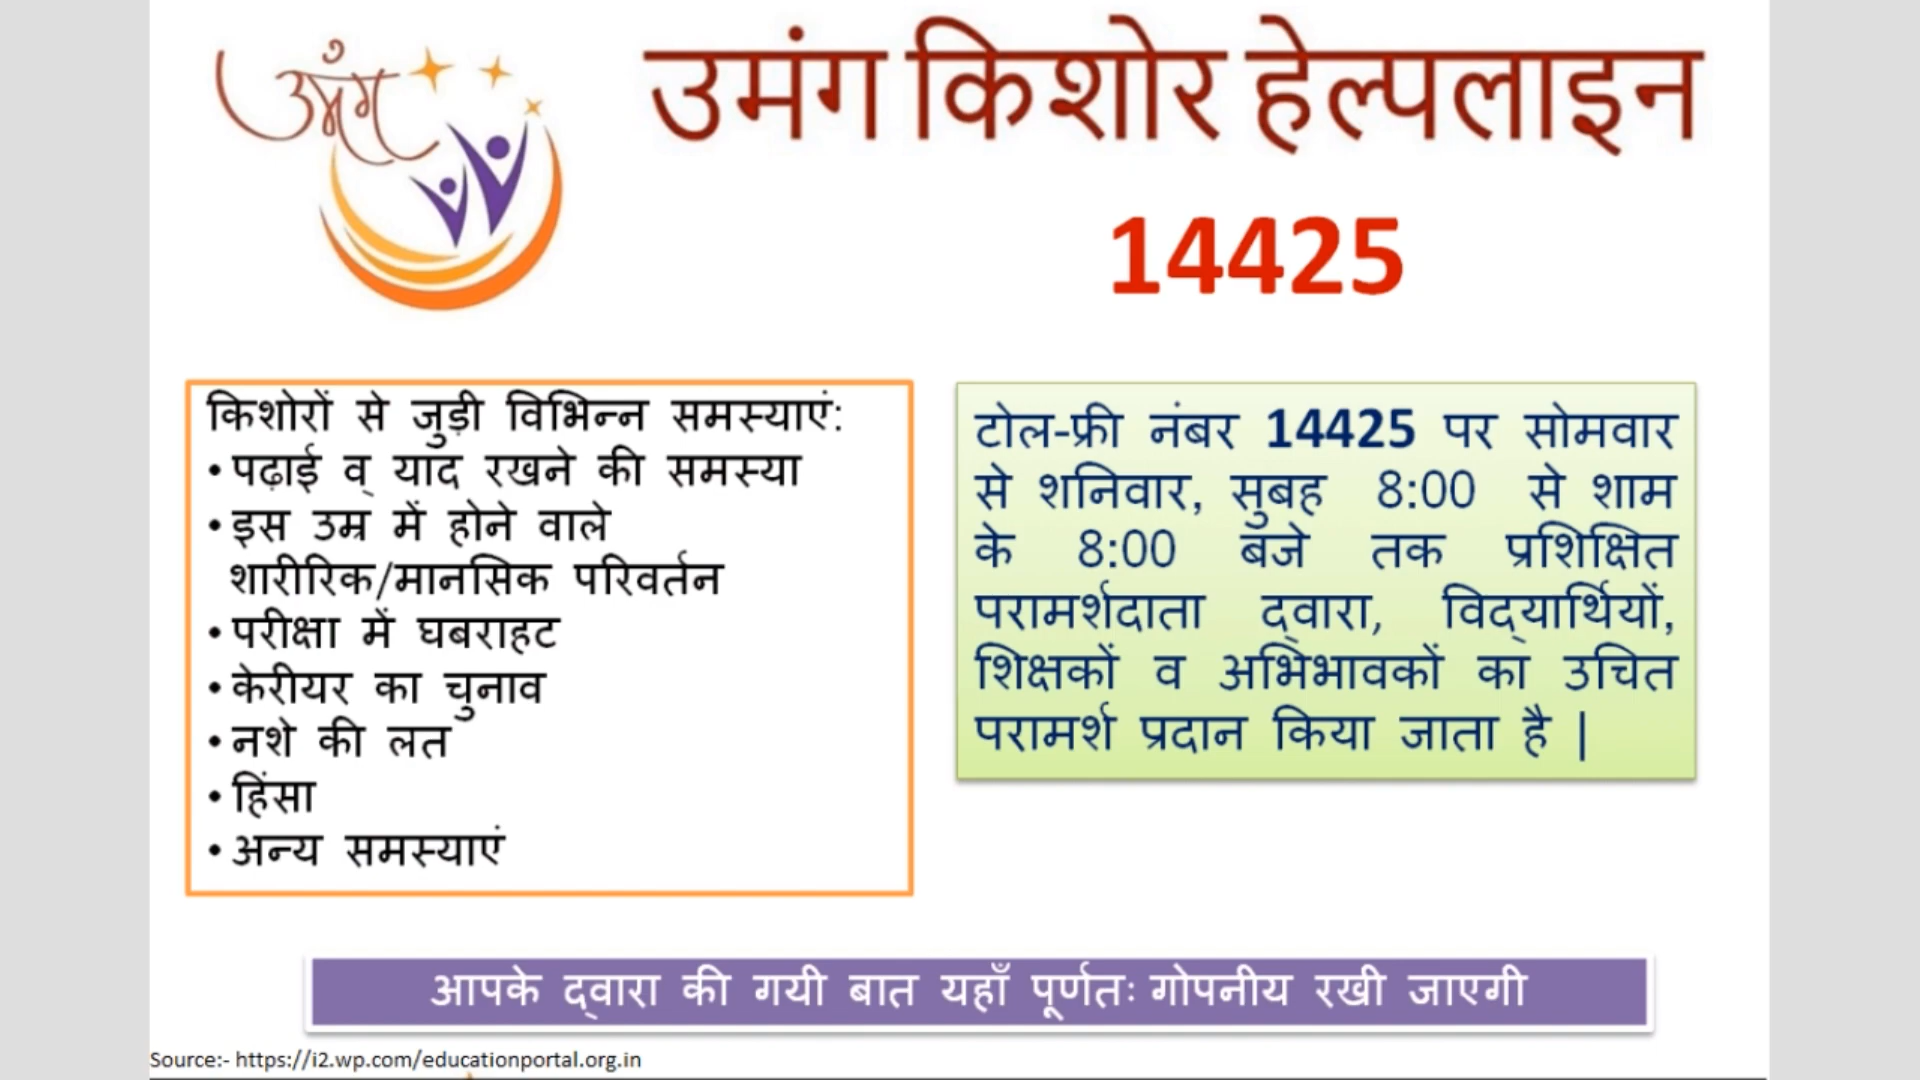 उमंग
उमंग किशोर हेल्पलाइन
14425
किशोरों से जुड़ी विभिन्न समस्याएं:
• पढ़ाई व् याद रखने की समस्या
• इस उम्र में होने वाले
शारीरिक/मानसिक परिवर्तन
• परीक्षा में घबराहट
• केरीयर का चुनाव
• नशे की लत
• हिंसा
• अन्य समस्याएं
टोल-फ्री नंबर 14425 पर सोमवार
से शनिवार, सुबह 8:00 से शाम
के 8:00 बजे तक प्रशिक्षित
परामर्शदाता द्वारा, विद्यार्थियों,
शिक्षकों व अभिभावकों का उचित
परामर्श प्रदान किया जाता है |
आपके द्वारा की गयी बात यहाँ पूर्णतः गोपनीय रखी जाएगी
Source:- https://i2.wp.com/educationportal.org.in